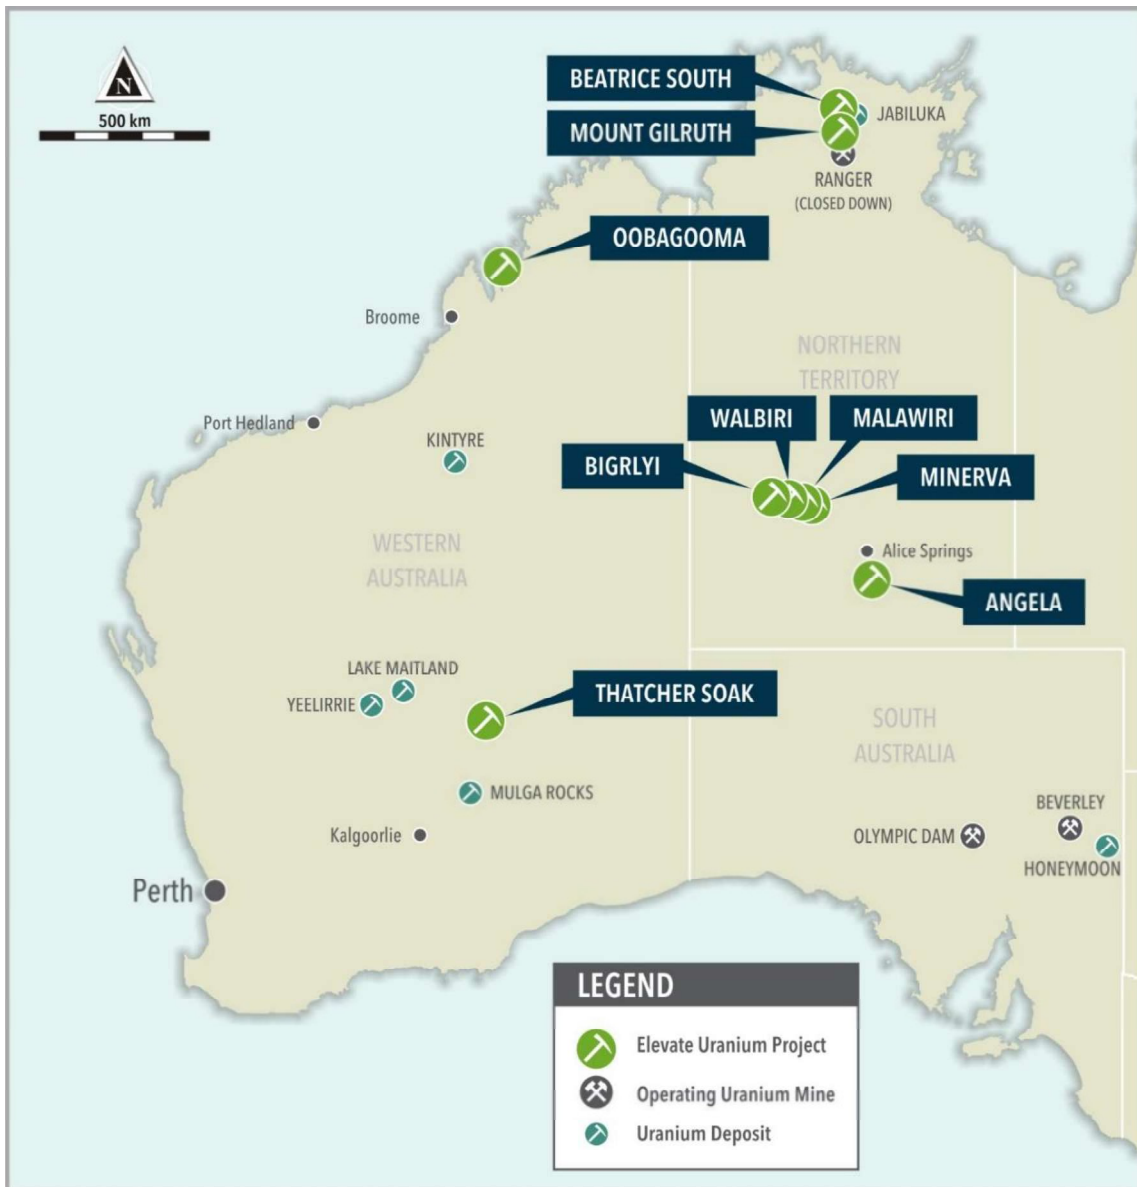 N
500 km
BEATRICE SOUTH
JABILUKA
MOUNT GILRUTH
RANGER
(CLOSED DOWN)
OOBAGOOMA
Broome
NORTHERN
TERRITORY
Port Hedland
WALBIRI
MALAWIRI
KINTYRE
BIGRLYI
MINERVA
WESTERN
AUSTRALIA
Alice Springs
ANGELA
LAKE MAITLAND
YEELIRRIE
THATCHER SOAK
SOUTH
AUSTRALIA
MULGA ROCKS
BEVERLEY
Kalgoorlie
OLYMPIC DAM
HONEYMOON
Perth
LEGEND
Elevate Uranium Project
Operating Uranium Mine
Uranium Deposit